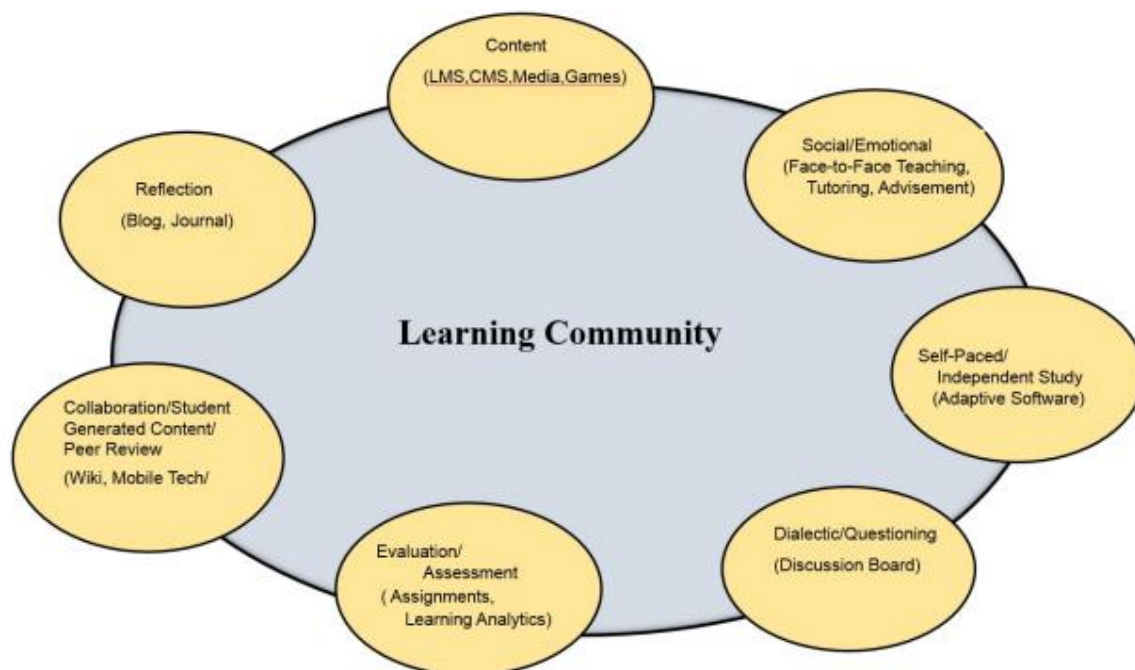 Content
(LMS,CMS,Media,Games)
Social/Emotional
(Face-to-Face Teaching,
Tutoring, Advisement)
Reflection
(Blog, Journal)
Learning Community
Self-Paced/
Independent Study
(Adaptive Software)
Collaboration/Student
Generated Content/
Peer Review
(Wiki, Mobile Tech/
Evaluation/
Assessment
( Assignments,
Learning Analytics)
Dialectic/Questioning
(Discussion Board)